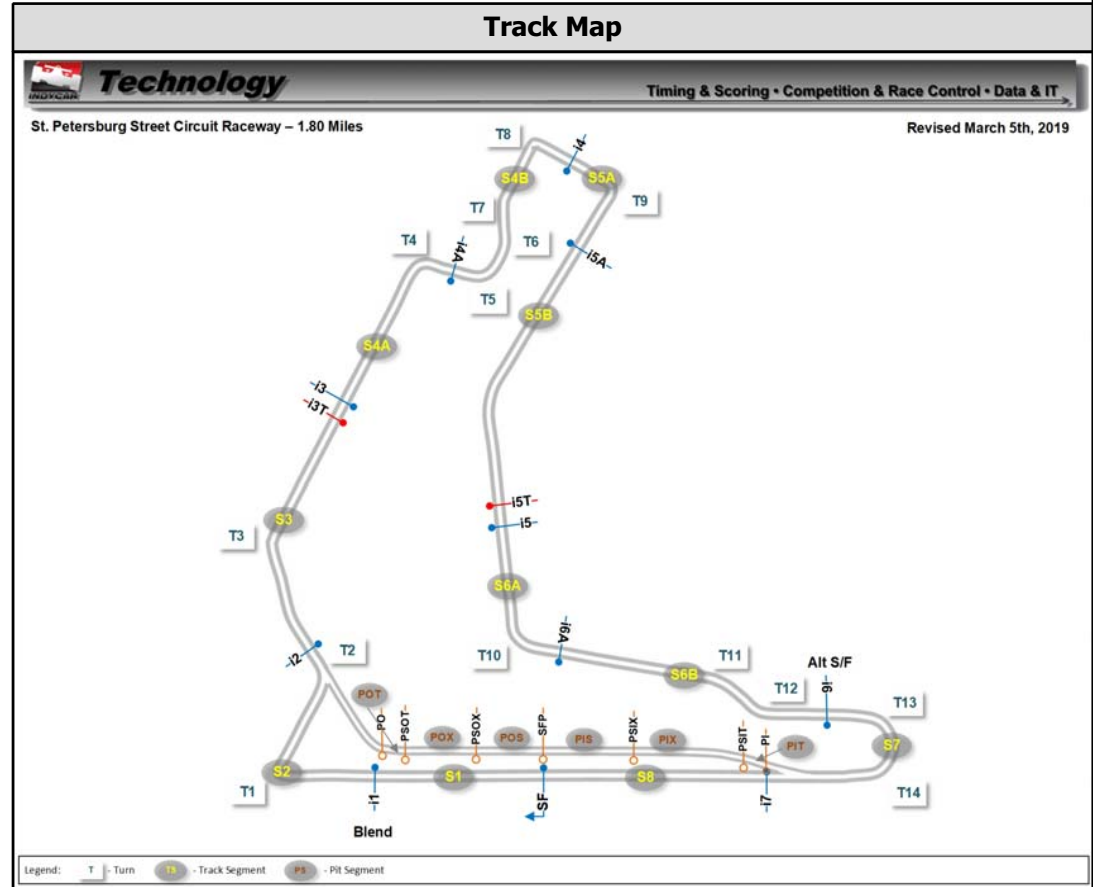 Track Map
INDYCAR Technology
Timing & Scoring • Competition & Race Control • Data & IT
St. Petersburg Street Circuit Raceway – 1.80 Miles
Revised March 5th, 2019
T8
-i4-
S4B
S5A
T7
T9
T4
-i4A-
T6
-i5A-
T5
S5B
S4A
-i3-
-i3T-
-i5T-
-i5-
S3
T3
S6A
-i6A-
-i2-
T2
T10
S6B
T11
Alt S/F
-i6-
T12
T13
POT
-PO-
-PSOT-
POX
-PSOX-
POS
-SFP-
PIS
-PSIX-
PIX
-PSIT-
-PI-
PIT
S7
S2
S1
S8
T1
-i1-
-SF-
-i7-
T14
Blend
Legend: T - Turn TS - Track Segment PS - Pit Segment